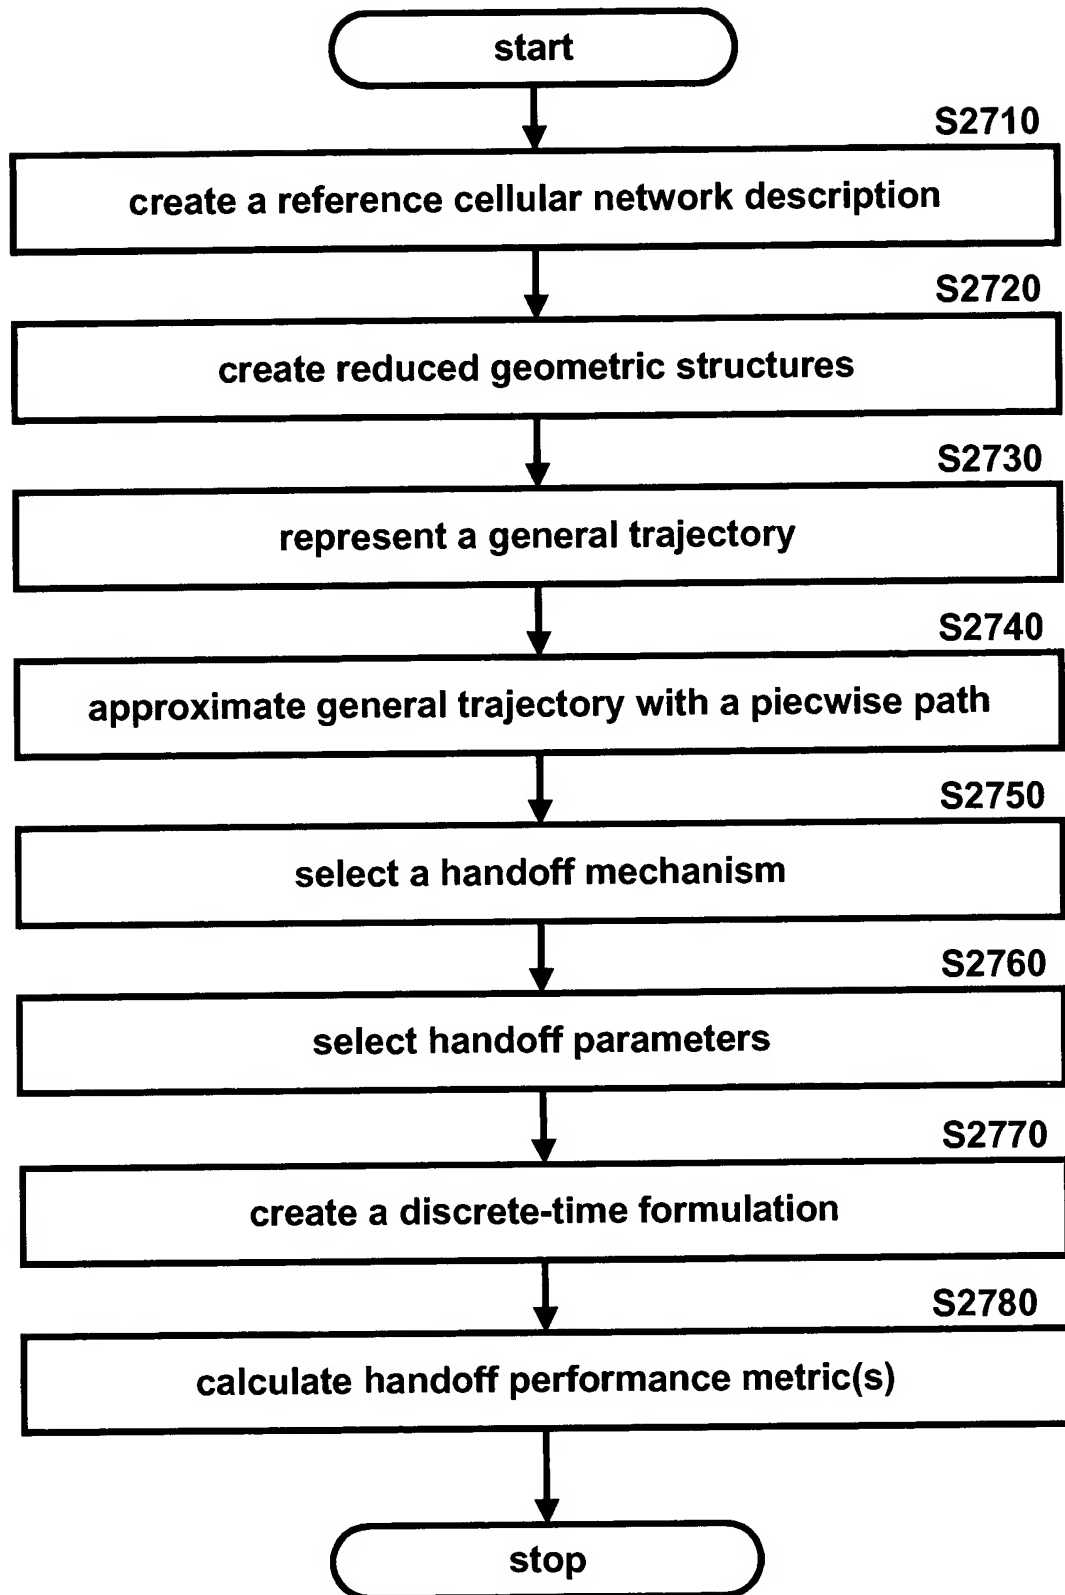 start
S2710
create a reference cellular network description
S2720
create reduced geometric structures
S2730
represent a general trajectory
S2740
approximate general trajectory with a piecwise path
S2750
select a handoff mechanism
S2760
select handoff parameters
S2770
create a discrete-time formulation
S2780
calculate handoff performance metric(s)
stop